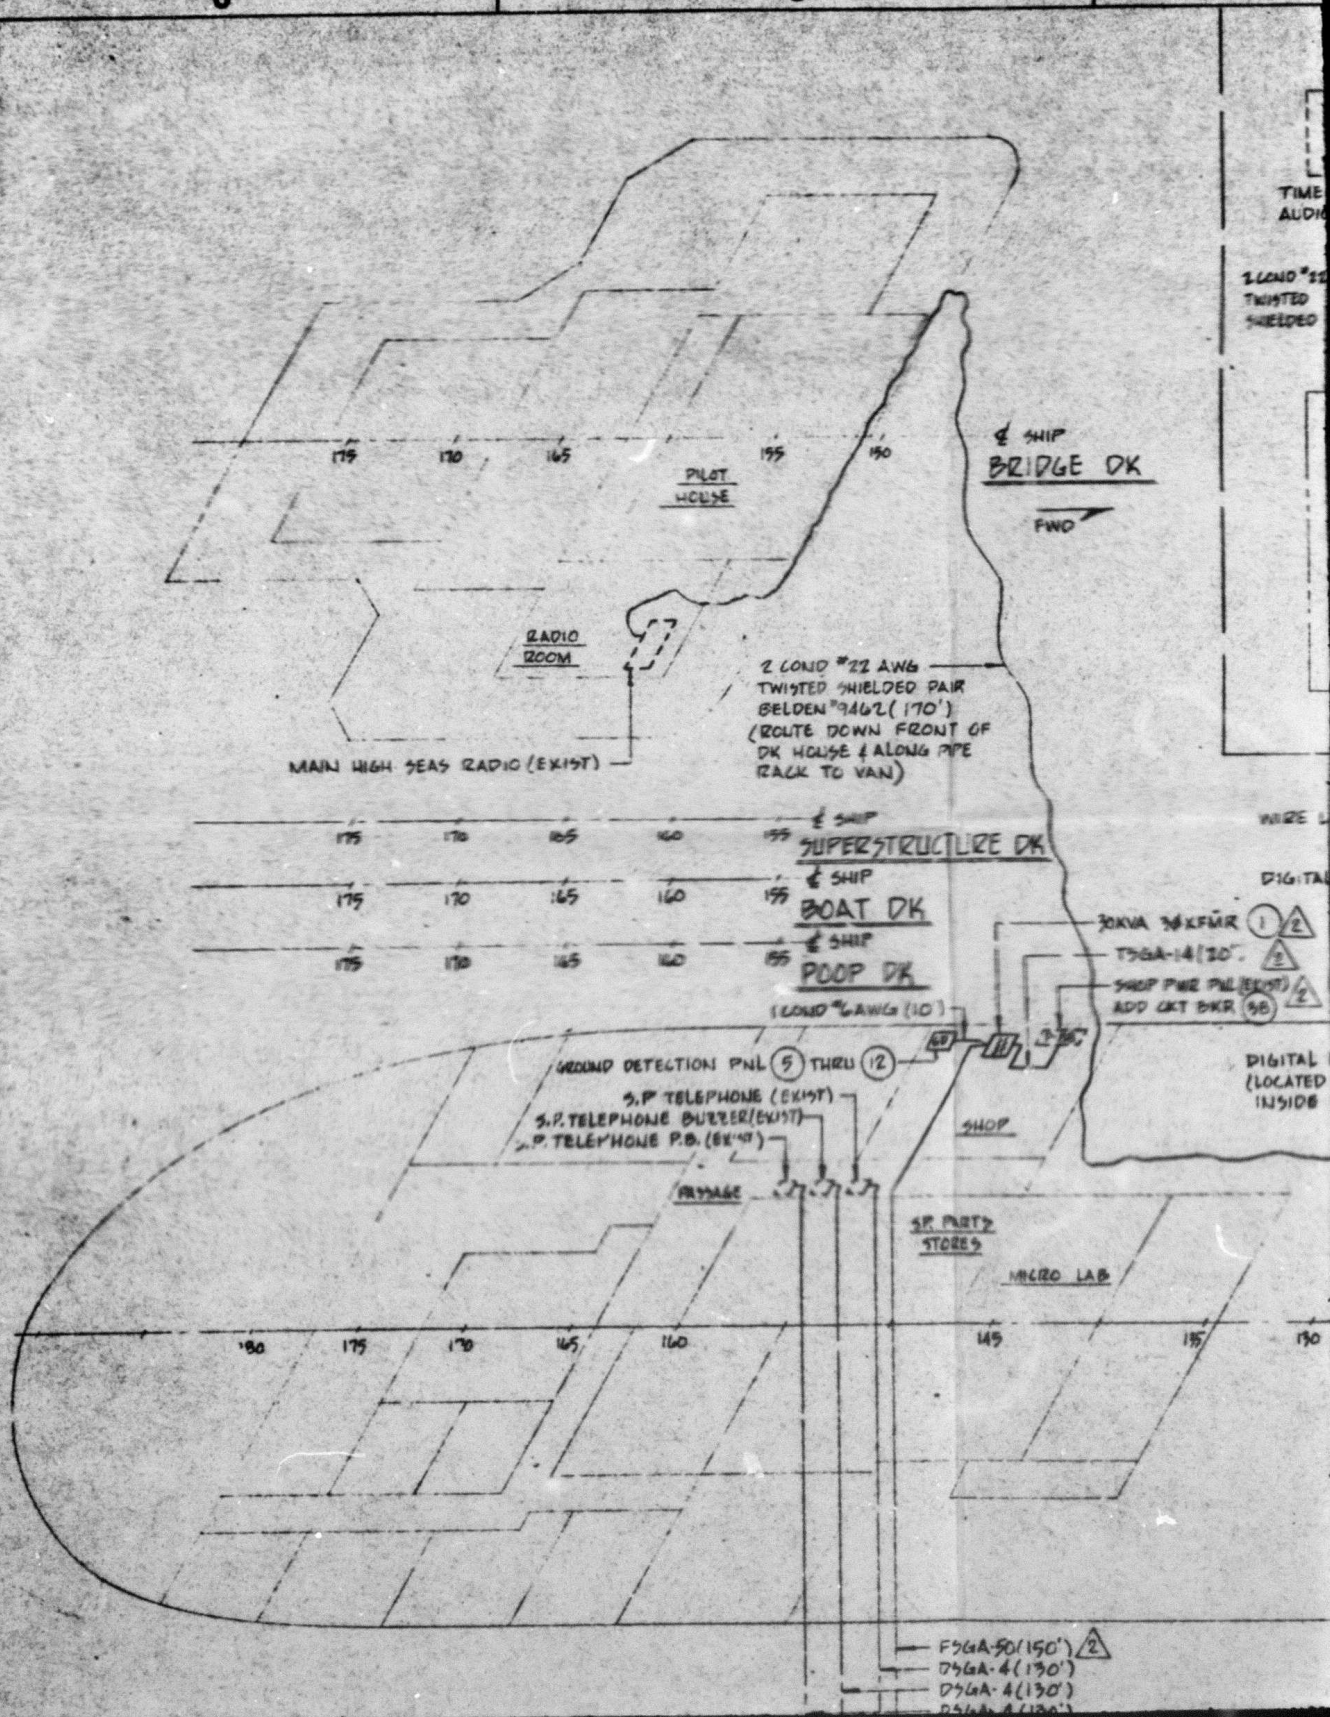 TIME
AUDIO
2 COND #22
TWISTED
SHIELDED
℄ SHIP
BRIDGE DK
FWD
175 170 165 155 150
PILOT
HOUSE
RADIO
ROOM
2 COND #22 AWG
TWISTED SHIELDED PAIR
BELDEN #9462 (170')
(ROUTE DOWN FRONT OF
DK HOUSE & ALONG PIPE
RACK TO VAN)
MAIN HIGH SEAS RADIO (EXIST)
℄ SHIP
175 170 165 160 155
SUPERSTRUCTURE DK
℄ SHIP
175 170 165 160 155
BOAT DK
℄ SHIP
175 170 165 160 155
POOP DK
WIRE
DIGITAL
30KVA 3Ø XFMR 1 2
TSGA-14(20') 2
SHOP PWR PNL (EXIST) 2
ADD CKT BKR 38
1 COND #6 AWG (10')
GROUND DETECTION PNL 5 THRU 12
S.P. TELEPHONE (EXIST)
S.P. TELEPHONE BUZZER (EXIST)
S.P. TELEPHONE P.B. (EXIST)
DIGITAL
(LOCATED
INSIDE
SHOP
PASSAGE
SP. PARTS
STORES
MICRO LAB
180 175 170 165 160 145 135 130
FSGA-50(150') 2
DSGA-4(130')
DSGA-4(130')
DSGA-4(130')